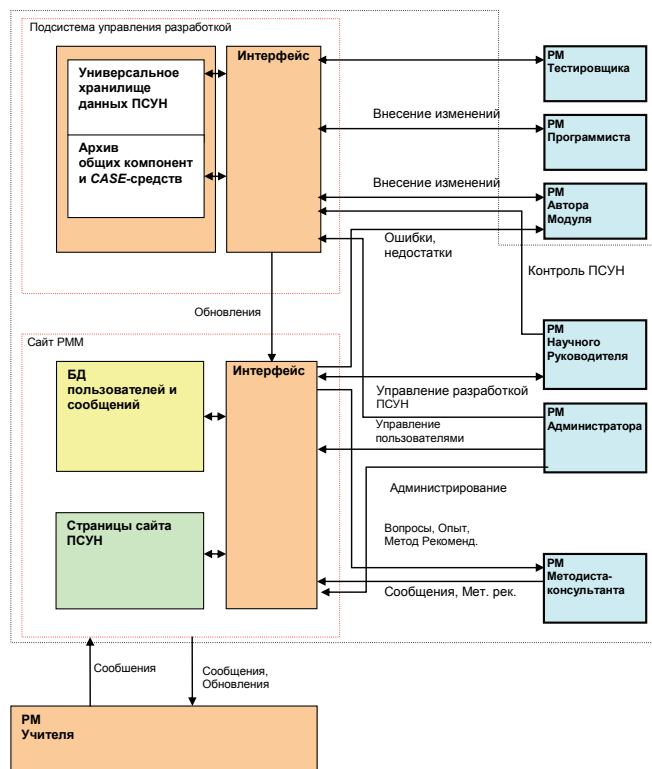 Подсистема управления разработкой
Универсальное
хранилище
данных ПСУН
Архив
общих компонент
и CASE-средств
Интерфейс
РМ
Тестировщика
Внесение изменений
РМ
Программиста
Внесение изменений
РМ
Автора
Модуля
Ошибки,
недостатки
Контроль ПСУН
Обновления
Сайт РММ
БД
пользователей и
сообщений
Интерфейс
РМ
Научного
Руководителя
Управление разработкой
ПСУН
Управление
пользователями
РМ
Администратора
Администрирование
Страницы сайта
ПСУН
Вопросы, Опыт,
Метод Рекоменд.
РМ
Методиста-
консультанта
Сообщения, Мет. рек.
Сообшения
Сообщения,
Обновления
РМ
Учителя